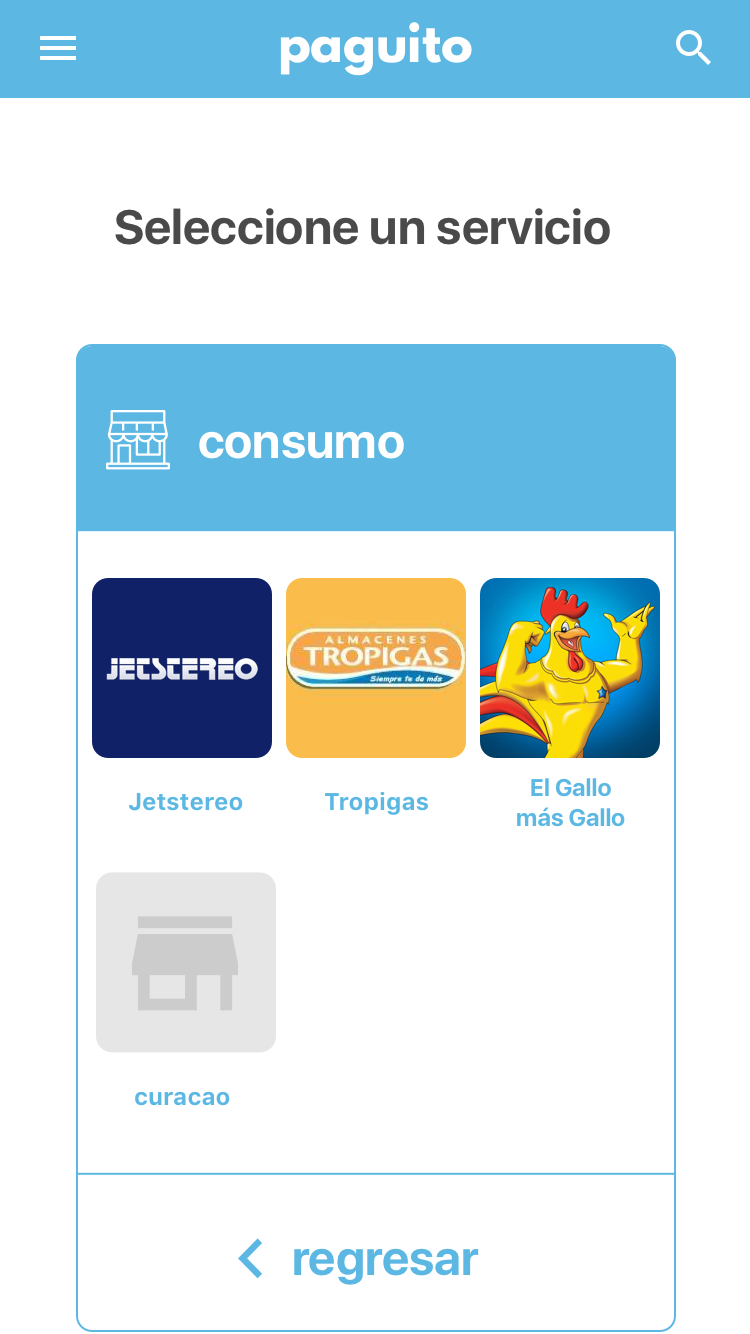 paguito
Seleccione un servicio
consumo
JETSTEREO
ALMACENES
TROPIGAS
Siempre te da más
Jetstereo
Tropigas
El Gallo
más Gallo
curacao
regresar